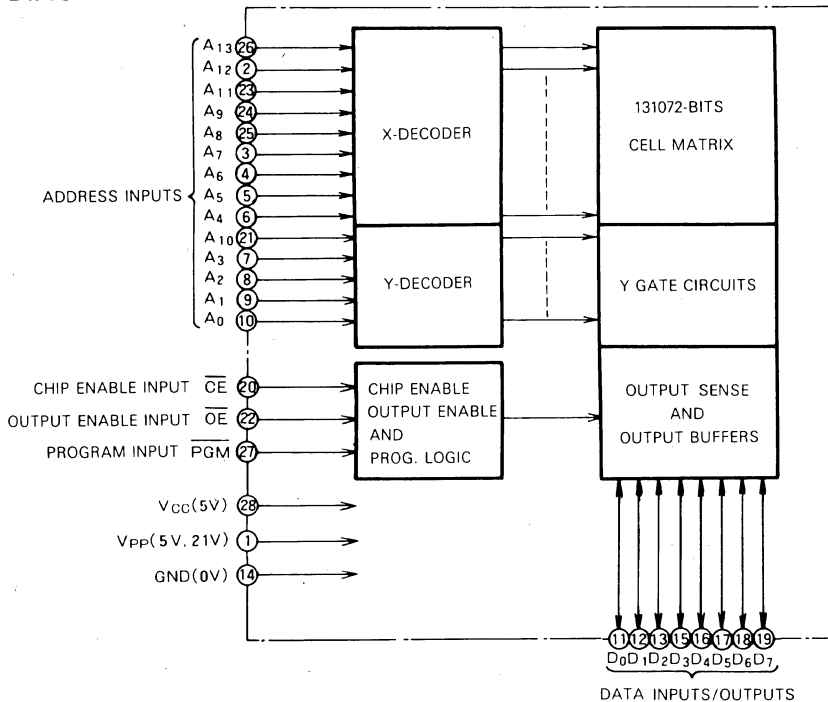 A13 26
A12 2
A11 23
A9 24
A8 25
A7 3
A6 4
A5 5
A4 6
A10 21
A3 7
A2 8
A1 9
A0 10
ADDRESS INPUTS
X-DECODER
Y-DECODER
131072-BITS
CELL MATRIX
Y GATE CIRCUITS
CHIP ENABLE INPUT C̅E̅ 20
OUTPUT ENABLE INPUT O̅E̅ 22
PROGRAM INPUT P̅G̅M̅ 27
CHIP ENABLE
OUTPUT ENABLE
AND
PROG. LOGIC
OUTPUT SENSE
AND
OUTPUT BUFFERS
VCC(5V) 28
VPP(5V, 21V) 1
GND(0V) 14
11 12 13 15 16 17 18 19
D0 D1 D2 D3 D4 D5 D6 D7
DATA INPUTS/OUTPUTS